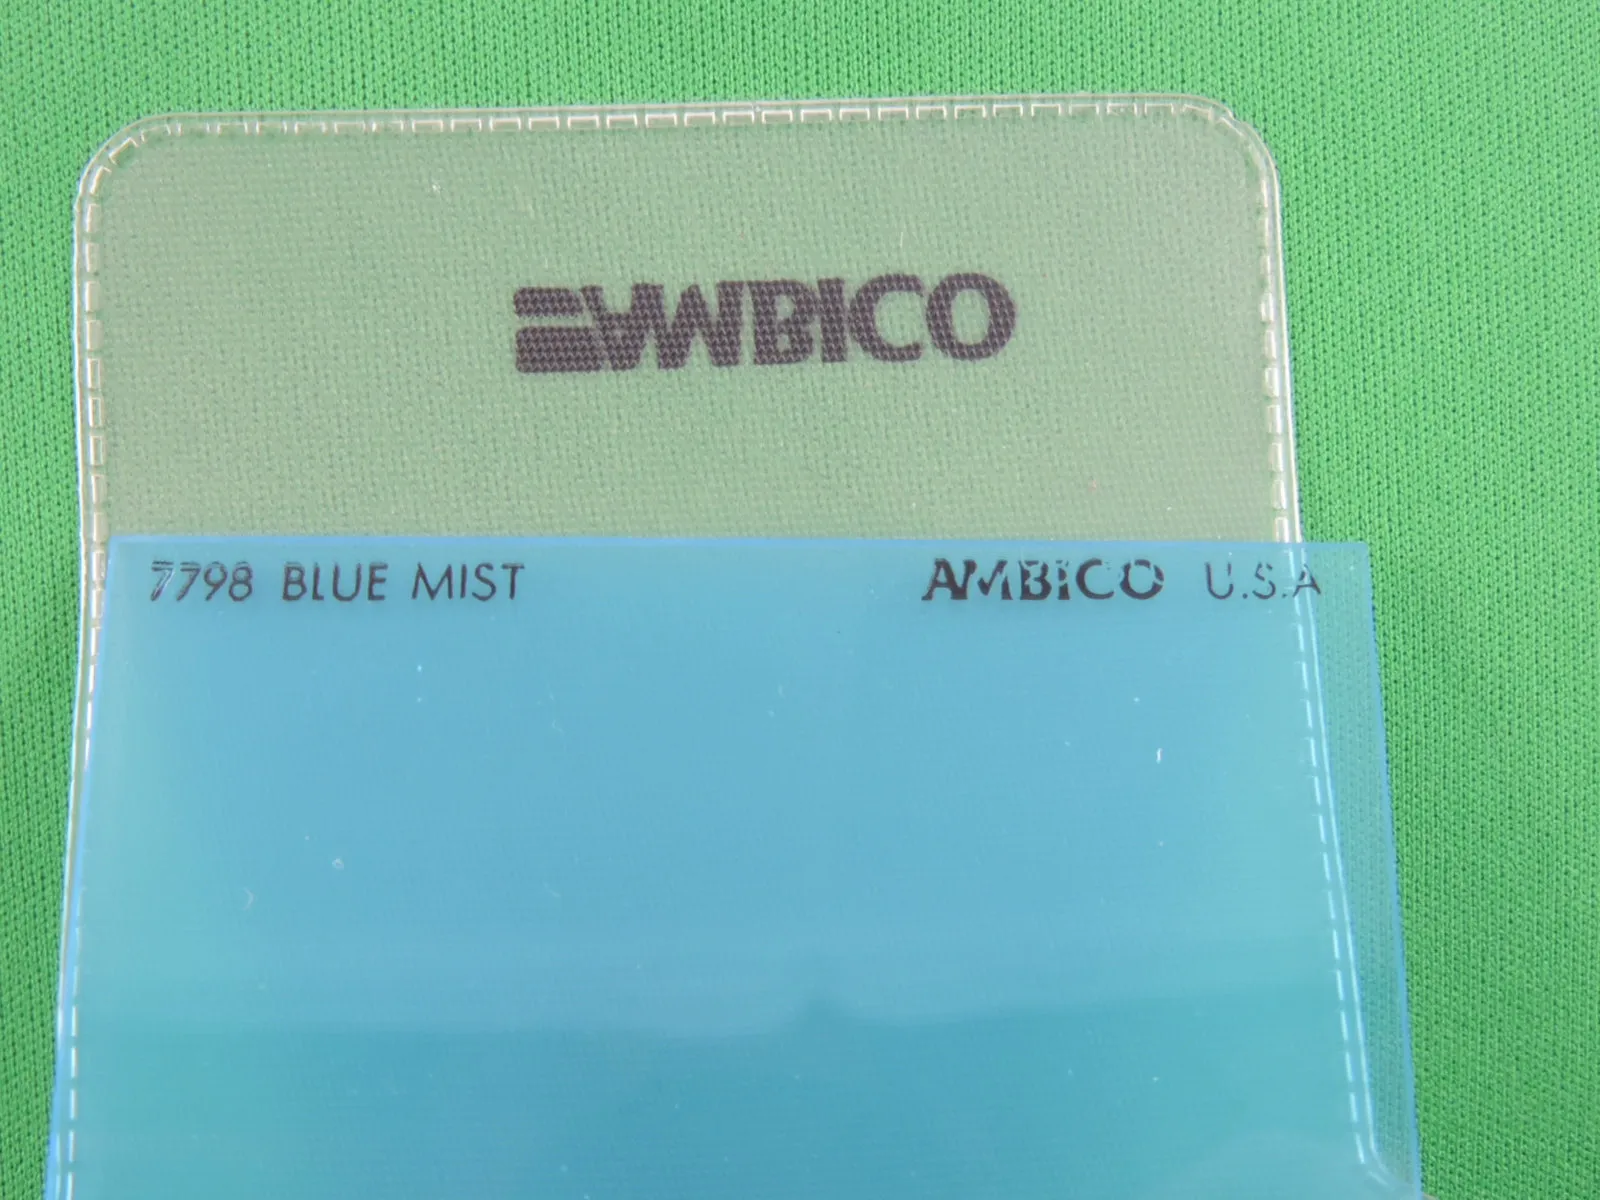 AMBICO
7798 BLUE MIST AMBICO U.S.A